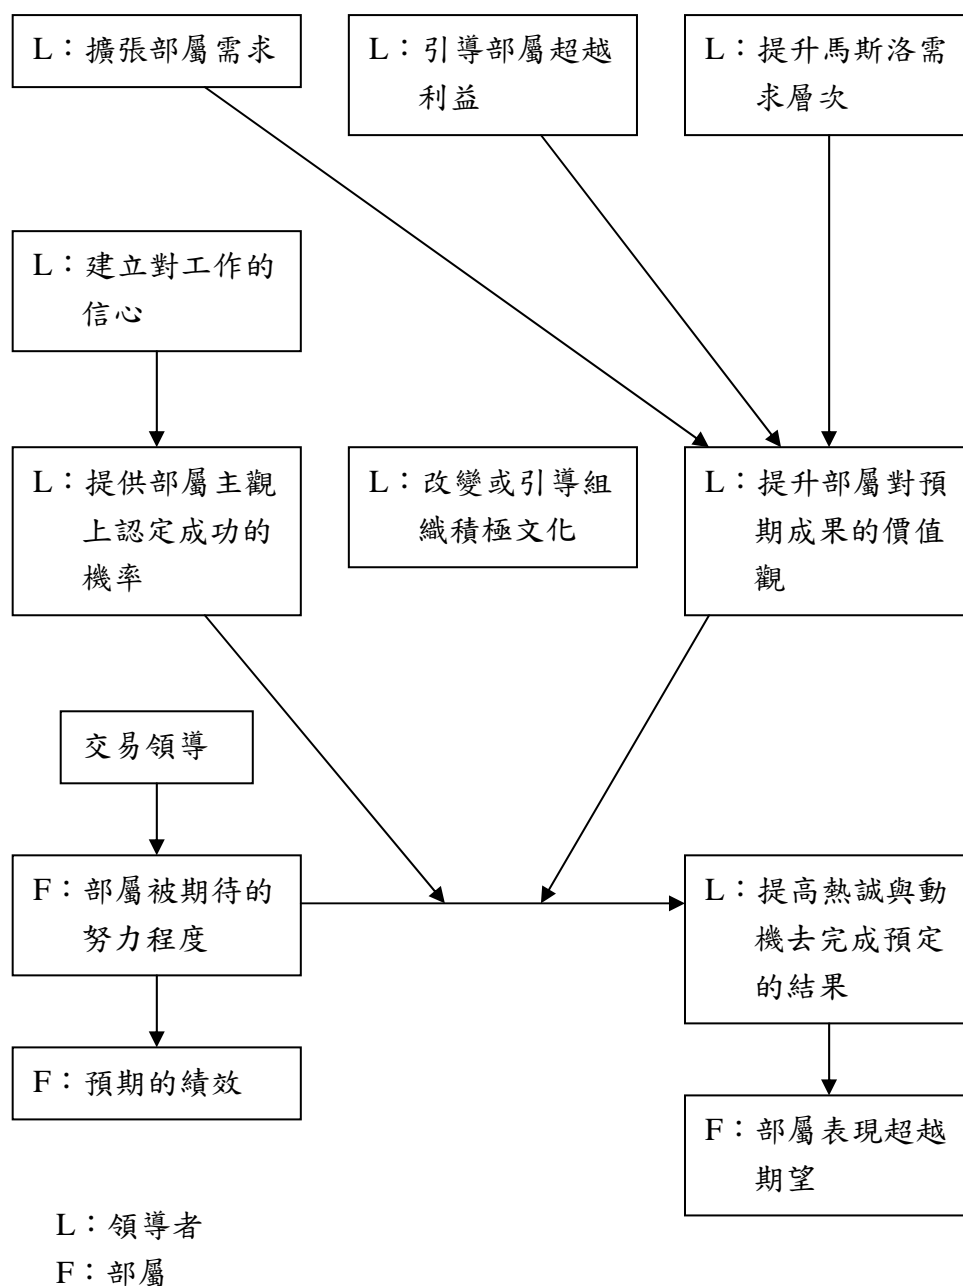 L：擴張部屬需求
L：引導部屬超越
利益
L：提升馬斯洛需
求層次
L：建立對工作的
信心
L：提供部屬主觀
上認定成功的
機率
L：改變或引導組
織積極文化
L：提升部屬對預
期成果的價值
觀
交易領導
F：部屬被期待的
努力程度
L：提高熱誠與動
機去完成預定
的結果
F：預期的績效
F：部屬表現超越
期望
L：領導者
F：部屬